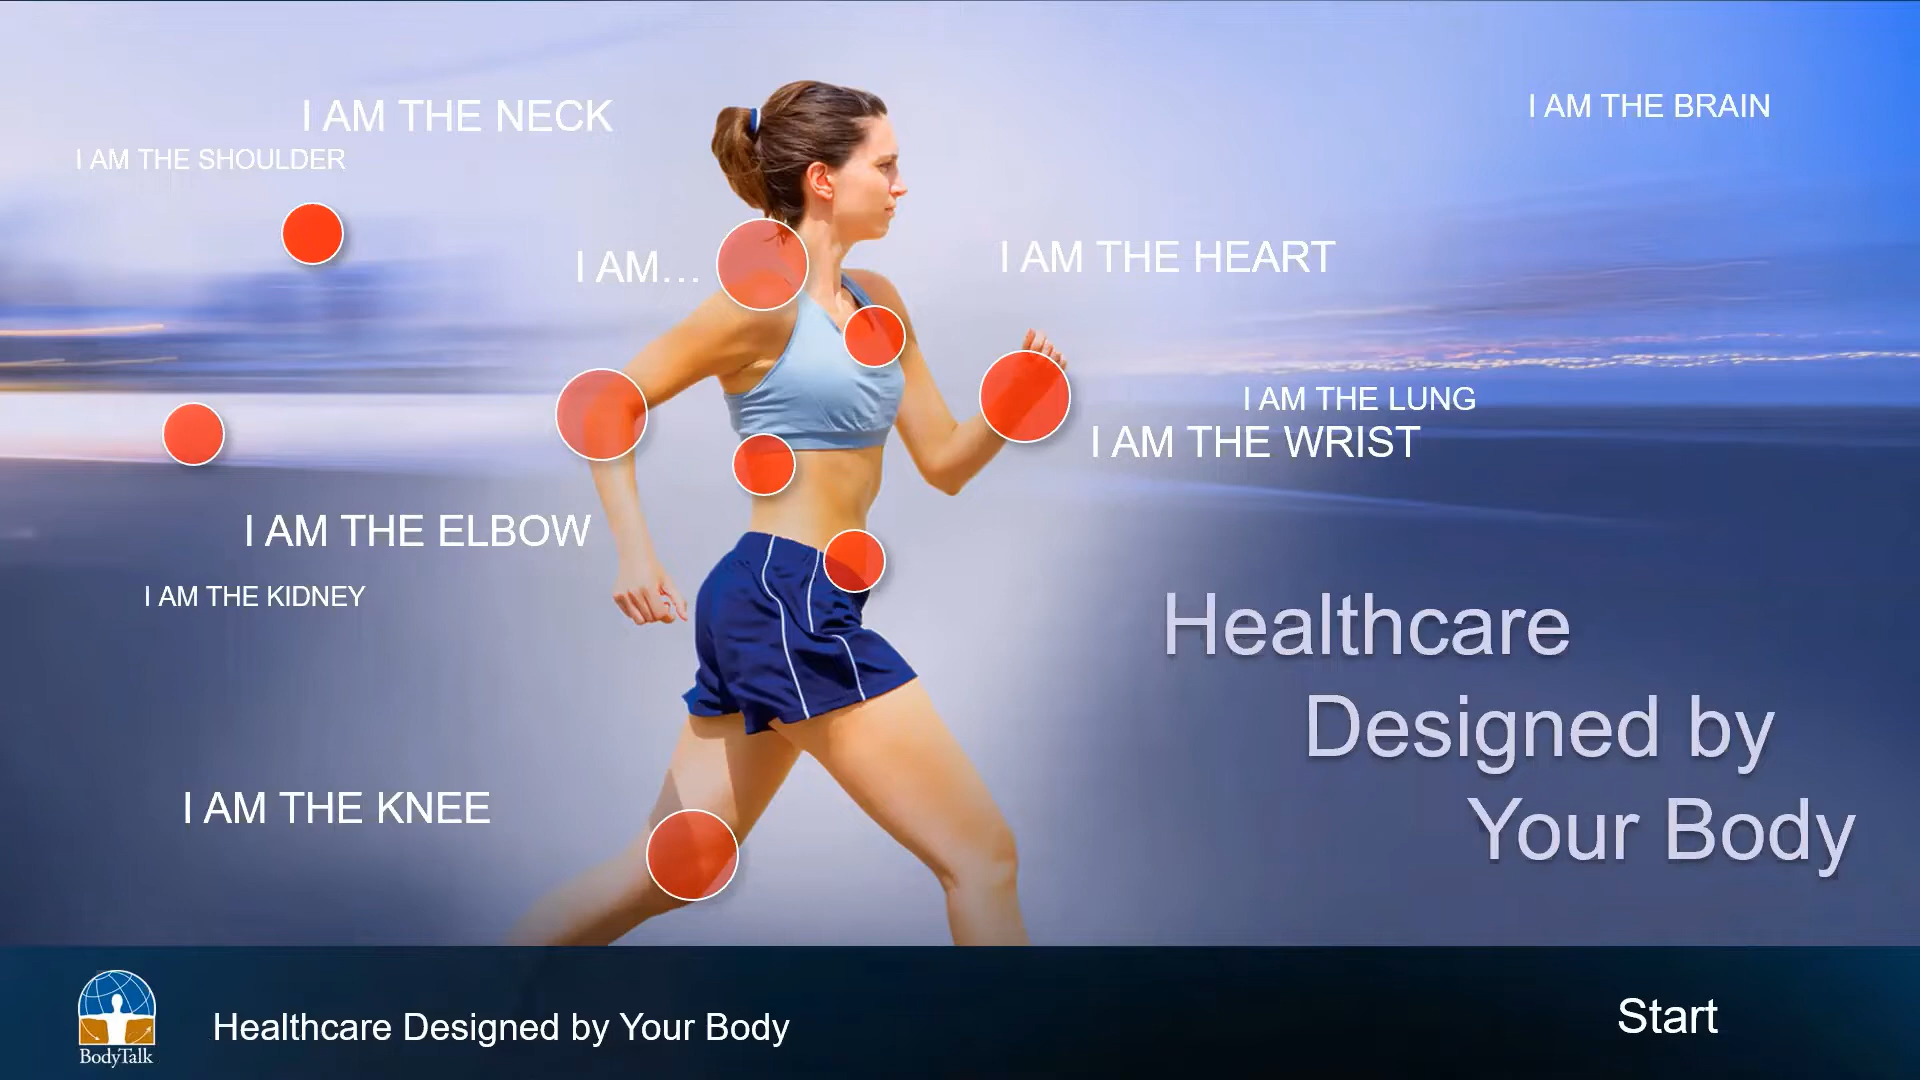 I AM THE NECK
I AM THE BRAIN
I AM THE SHOULDER
I AM...
I AM THE HEART
I AM THE LUNG
I AM THE WRIST
I AM THE ELBOW
I AM THE KIDNEY
Healthcare
Designed by
Your Body
I AM THE KNEE
BodyTalk
Healthcare Designed by Your Body
Start